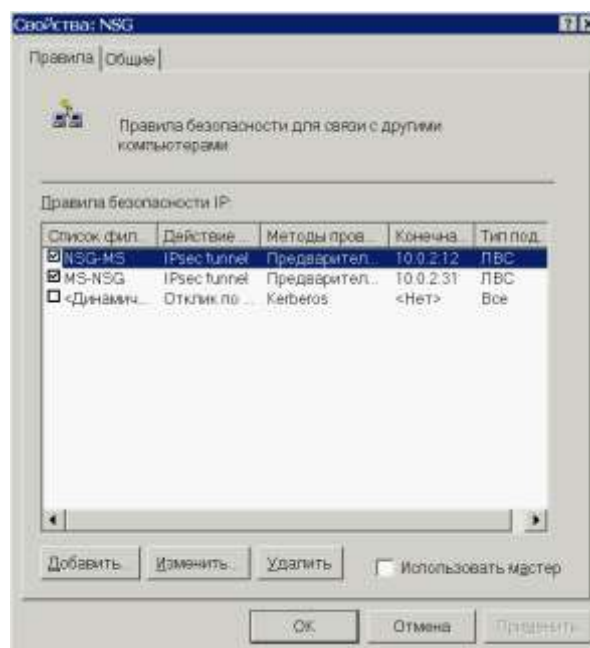 Свойства: NSG
Правила Общие
Правила безопасности для связи с другими
компьютерами
Правила безопасности IP:
Список фил... Действие ... Методы пров... Конечна... Тип под...
NSG-MS IPsec tunnel Предварител... 10.0.2.12 ЛВС
MS-NSG IPsec tunnel Предварител... 10.0.2.31 ЛВС
<Динамич... Отклик по ... Kerberos <Нет> Все
Добавить... Изменить... Удалить Использовать мастер
ОК Отмена Применить